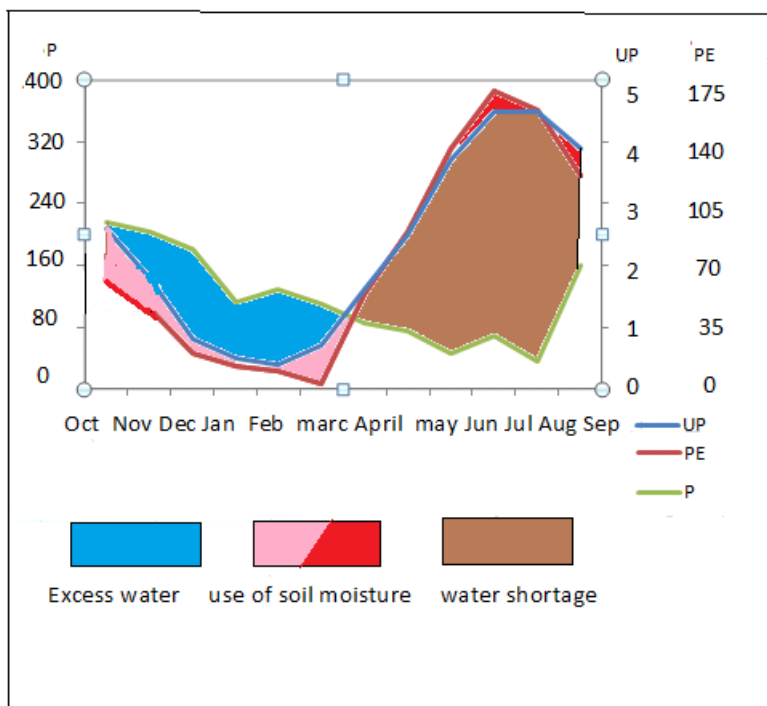 P UP PE
400 5 175
320 4 140
240 3 105
160 2 70
80 1 35
0 0 0
Oct Nov Dec Jan Feb marc April may Jun Jul Aug Sep
UP
PE
P
Excess water use of soil moisture water shortage